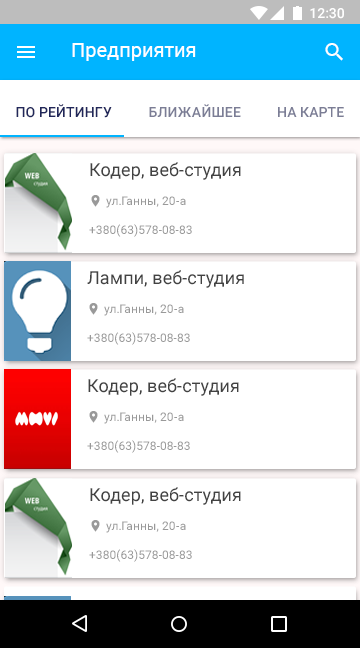 12:30
Предприятия
ПО РЕЙТИНГУ БЛИЖАЙШЕЕ НА КАРТЕ
WEB
студия
Кодер, веб-студия
ул.Ганны, 20-а
+380(63)578-08-83
Лампи, веб-студия
ул.Ганны, 20-а
+380(63)578-08-83
Кодер, веб-студия
ул.Ганны, 20-а
+380(63)578-08-83
WEB
студия
Кодер, веб-студия
ул.Ганны, 20-а
+380(63)578-08-83